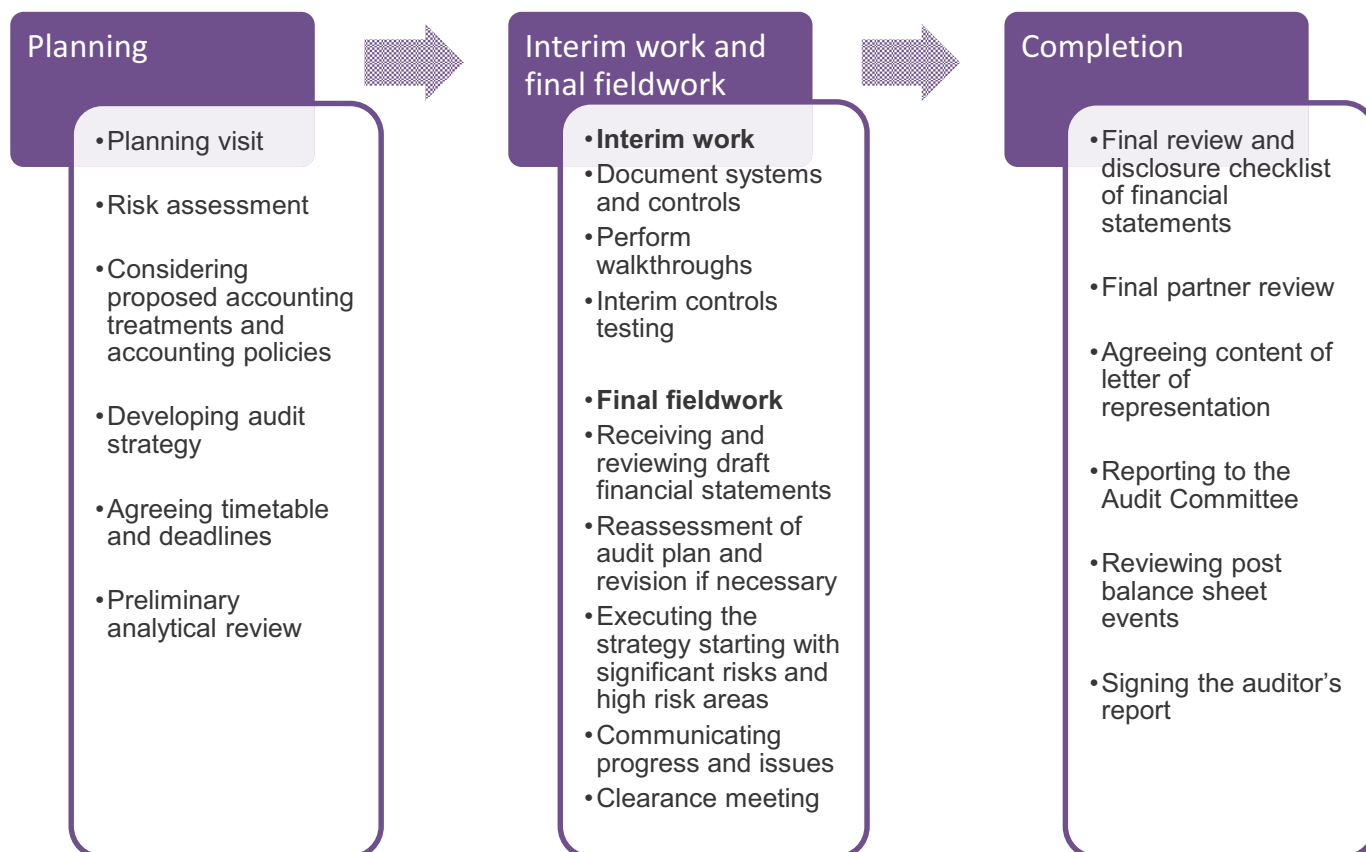 Planning
•Planning visit
•Risk assessment
•Considering
proposed accounting
treatments and
accounting policies
•Developing audit
strategy
•Agreeing timetable
and deadlines
•Preliminary
analytical review
Interim work and
final fieldwork
•Interim work
•Document systems
and controls
•Perform
walkthroughs
•Interim controls
testing
•Final fieldwork
•Receiving and
reviewing draft
financial statements
•Reassessment of
audit plan and
revision if necessary
•Executing the
strategy starting with
significant risks and
high risk areas
•Communicating
progress and issues
•Clearance meeting
Completion
•Final review and
disclosure checklist
of financial
statements
•Final partner review
•Agreeing content of
letter of
representation
•Reporting to the
Audit Committee
•Reviewing post
balance sheet
events
•Signing the auditor’s
report